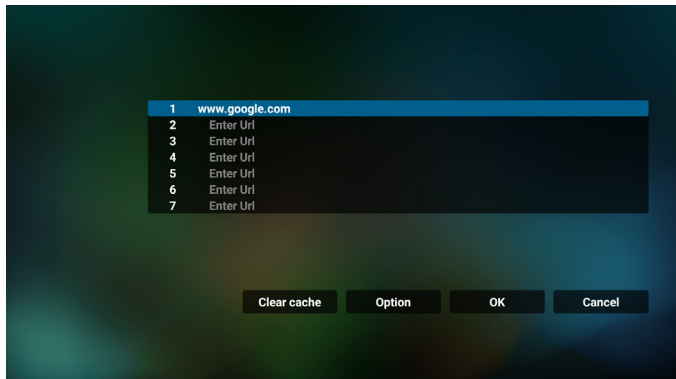 1 www.google.com
2 Enter Url
3 Enter Url
4 Enter Url
5 Enter Url
6 Enter Url
7 Enter Url
Clear cache Option OK Cancel